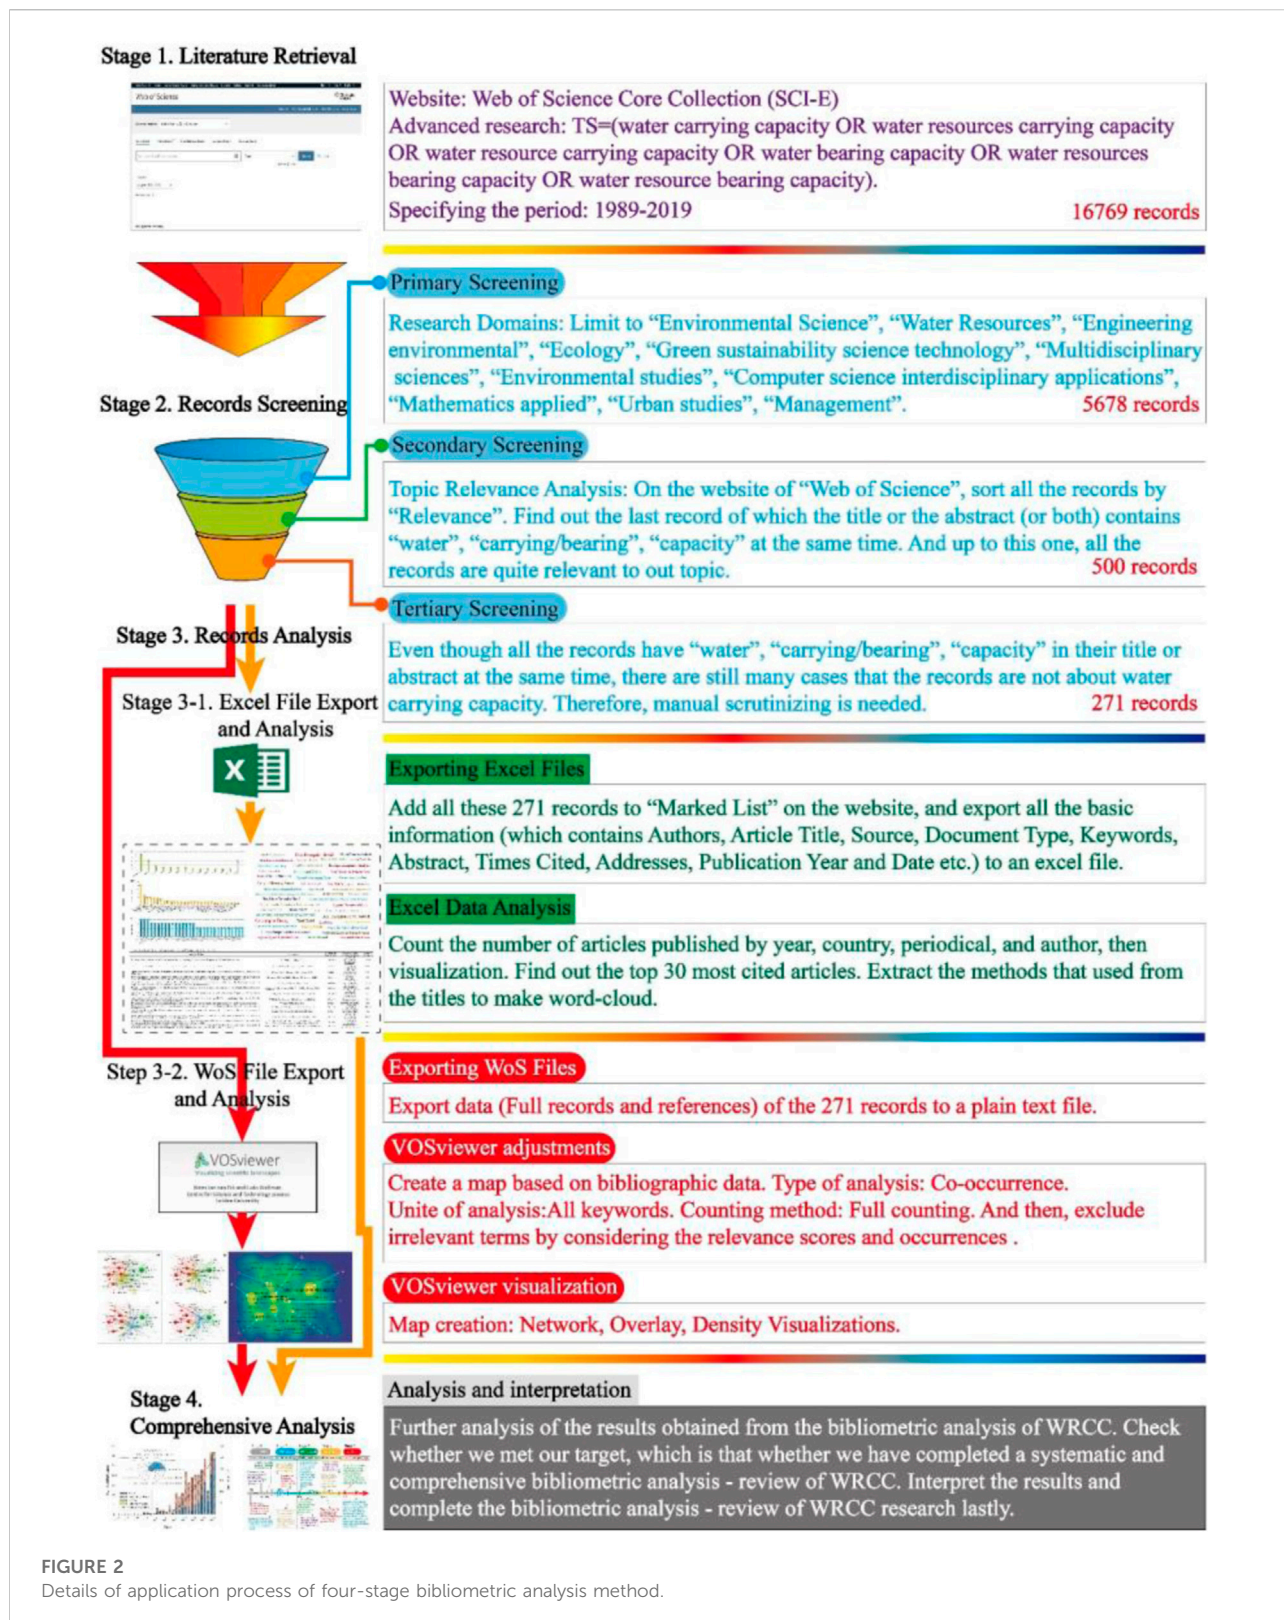 Stage 1. Literature Retrieval
Web of Science
Website: Web of Science Core Collection (SCI-E)
Advanced research: TS=(water carrying capacity OR water resources carrying capacity
OR water resource carrying capacity OR water bearing capacity OR water resources
bearing capacity OR water resource bearing capacity).
Specifying the period: 1989-2019
16769 records
Primary Screening
Research Domains: Limit to “Environmental Science”, “Water Resources”, “Engineering
environmental”, “Ecology”, “Green sustainability science technology”, “Multidisciplinary
sciences”, “Environmental studies”, “Computer science interdisciplinary applications”,
“Mathematics applied”, “Urban studies”, “Management”.
5678 records
Stage 2. Records Screening
Secondary Screening
Topic Relevance Analysis: On the website of “Web of Science”, sort all the records by
“Relevance”. Find out the last record of which the title or the abstract (or both) contains
“water”, “carrying/bearing”, “capacity” at the same time. And up to this one, all the
records are quite relevant to out topic.
500 records
Tertiary Screening
Even though all the records have “water”, “carrying/bearing”, “capacity” in their title or
abstract at the same time, there are still many cases that the records are not about water
carrying capacity. Therefore, manual scrutinizing is needed.
271 records
Stage 3. Records Analysis
Stage 3-1. Excel File Export
and Analysis
X
Exporting Excel Files
Add all these 271 records to “Marked List” on the website, and export all the basic
information (which contains Authors, Article Title, Source, Document Type, Keywords,
Abstract, Times Cited, Addresses, Publication Year and Date etc.) to an excel file.
Excel Data Analysis
Count the number of articles published by year, country, periodical, and author, then
visualization. Find out the top 30 most cited articles. Extract the methods that used from
the titles to make word-cloud.
Step 3-2. WoS File Export
and Analysis
Exporting WoS Files
Export data (Full records and references) of the 271 records to a plain text file.
VOSviewer
VOSviewer adjustments
Create a map based on bibliographic data. Type of analysis: Co-occurrence.
Unite of analysis:All keywords. Counting method: Full counting. And then, exclude
irrelevant terms by considering the relevance scores and occurrences .
VOSviewer visualization
Map creation: Network, Overlay, Density Visualizations.
Stage 4.
Comprehensive Analysis
Analysis and interpretation
Further analysis of the results obtained from the bibliometric analysis of WRCC. Check
whether we met our target, which is that whether we have completed a systematic and
comprehensive bibliometric analysis - review of WRCC. Interpret the results and
complete the bibliometric analysis - review of WRCC research lastly.
FIGURE 2
Details of application process of four-stage bibliometric analysis method.